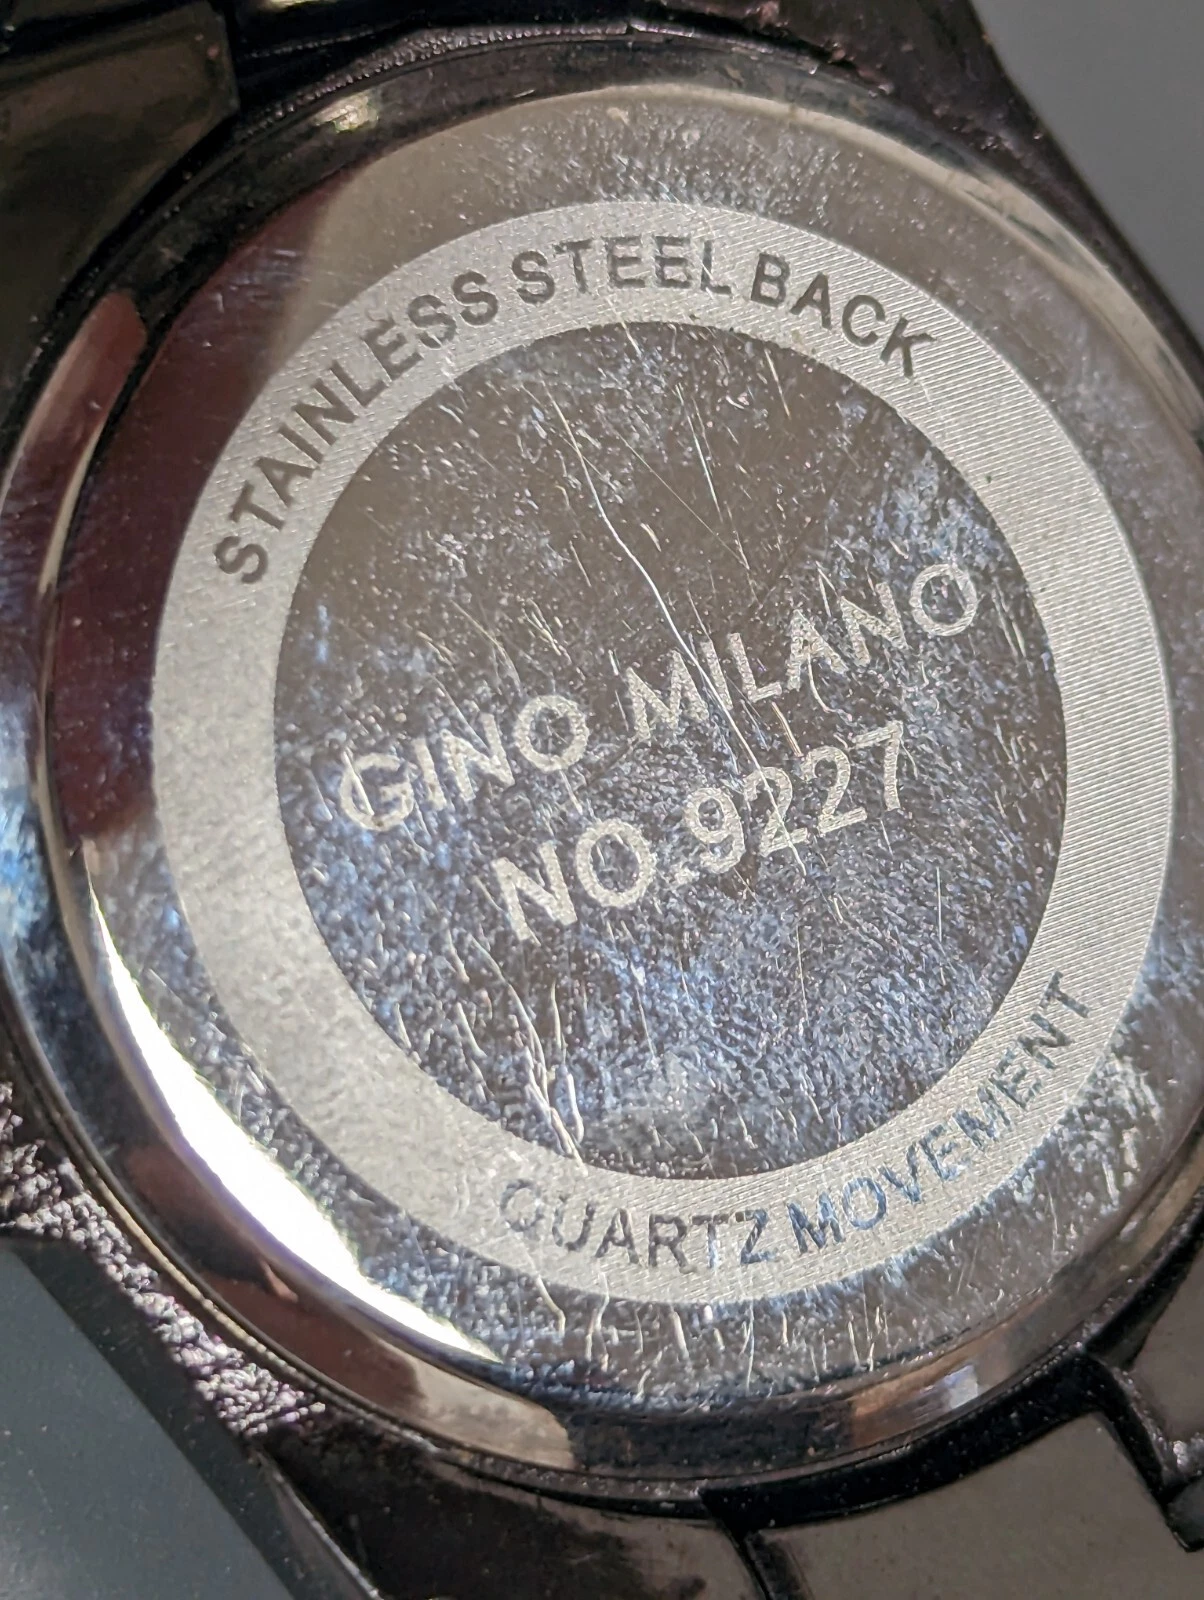 STAINLESS STEEL BACK
GINO MILANO
NO.9227
QUARTZ MOVEMENT